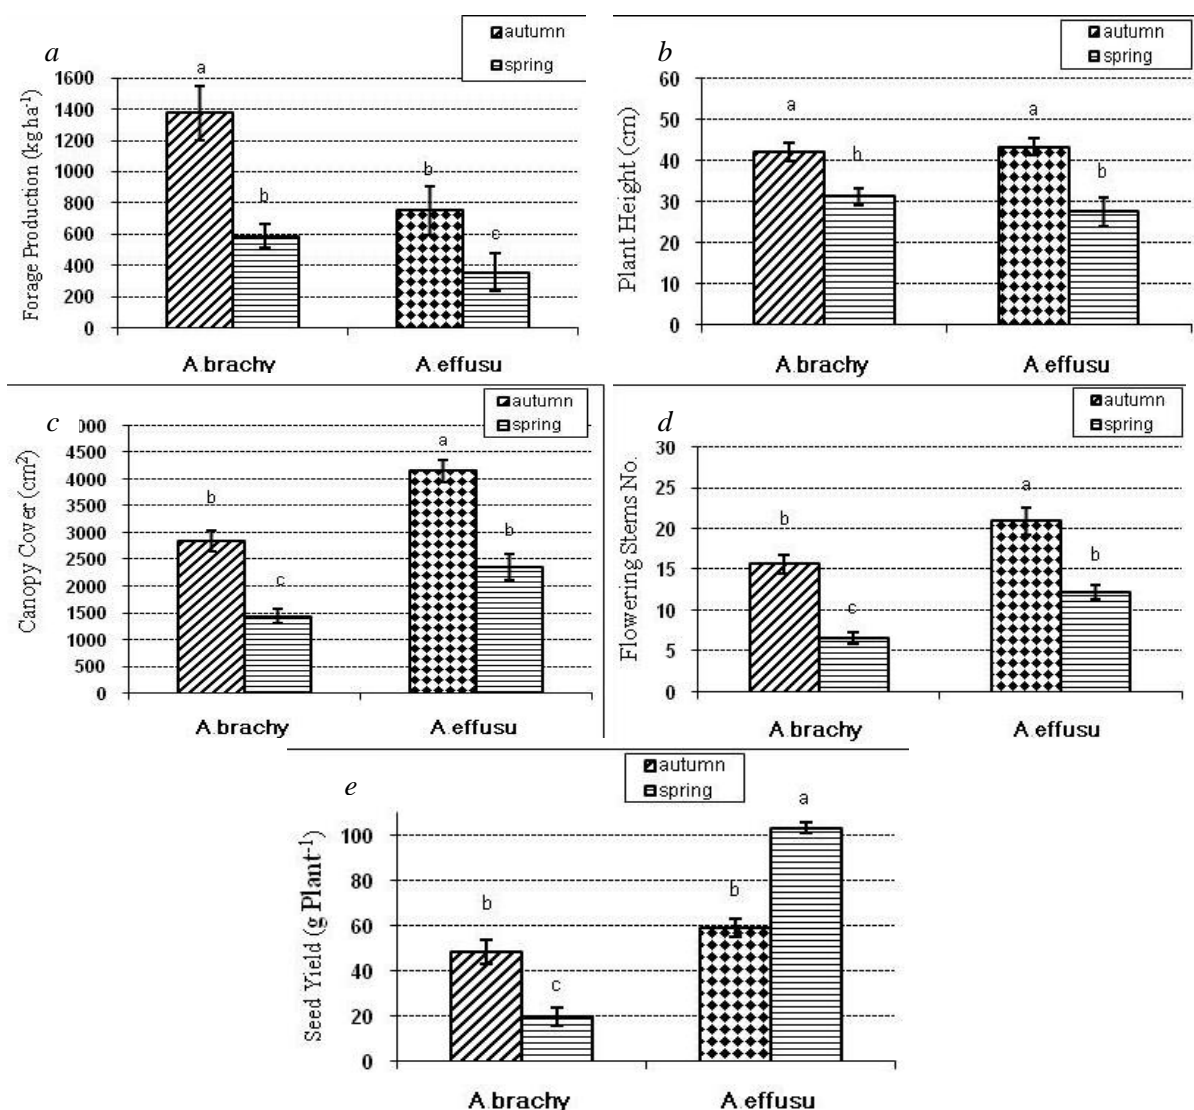 a
autumn
spring
a
b
b
c
1600
1400
1200
1000
800
600
400
200
0
Forage Production (kg ha-1)
A.brachy
A.effusu
b
autumn
spring
a
b
a
b
60
50
40
30
20
10
0
Plant Height (cm)
A.brachy
A.effusu
c
autumn
spring
b
c
a
b
000
4500
4000
3500
3000
2500
2000
1500
1000
500
0
Canopy Cover (cm2)
A.brachy
A.effusu
d
autumn
spring
b
c
a
b
30
25
20
15
10
5
0
Flowering Stems No.
A.brachy
A.effusu
e
autumn
spring
b
c
b
a
100
80
60
40
20
0
Seed Yield (g Plant-1)
A.brachy
A.effusu